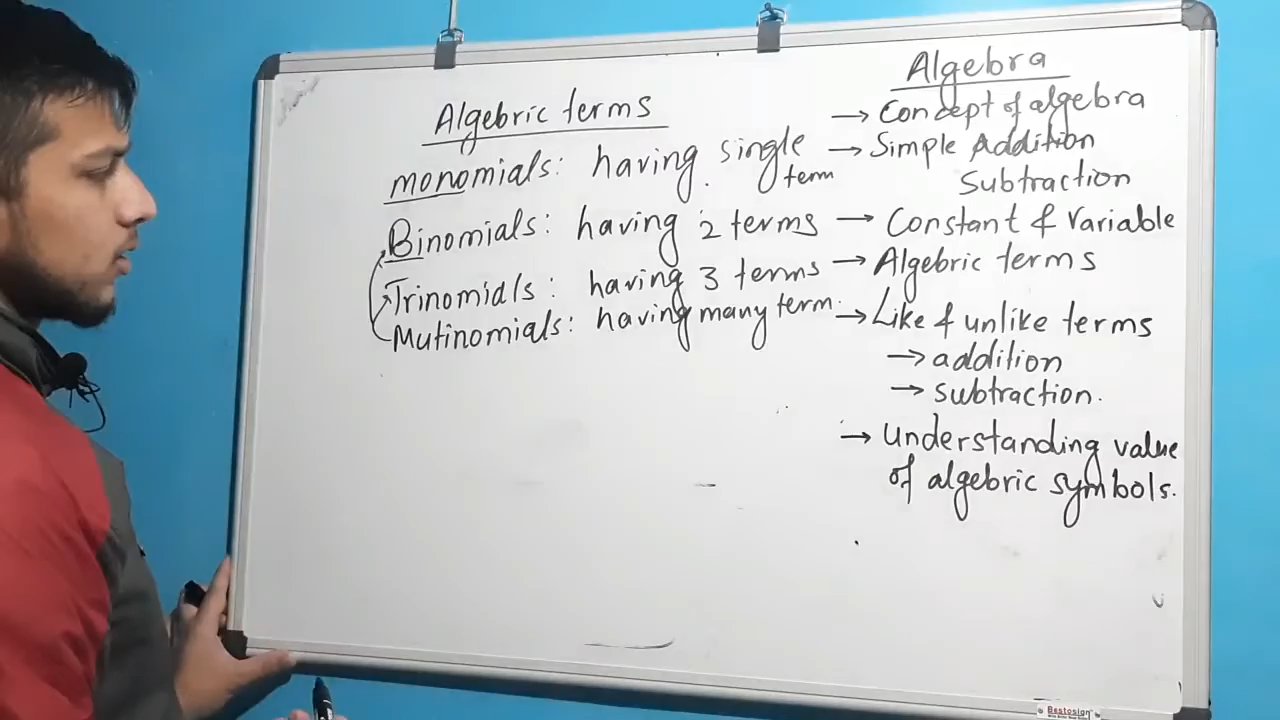 Algebric terms
monomials: having single
term
Binomials: having 2 terms
Trinomials: having 3 terms
Mutinomials: having many term.
Algebra
→ Concept of algebra
→ Simple Addition
Subtraction
→ Constant & Variable
→ Algebric terms
→ Like & unlike terms
→ addition
→ subtraction.
→ Understanding value
of algebric symbols.
Bestosign